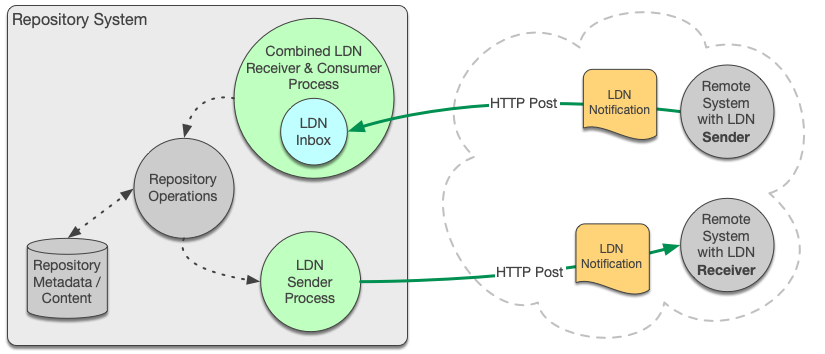 Repository System
Combined LDN
Receiver & Consumer
Process
LDN
Inbox
HTTP Post
LDN
Notification
Remote
System
with LDN
Sender
Repository
Operations
Repository
Metadata /
Content
LDN
Sender
Process
HTTP Post
LDN
Notification
Remote
System
with LDN
Receiver